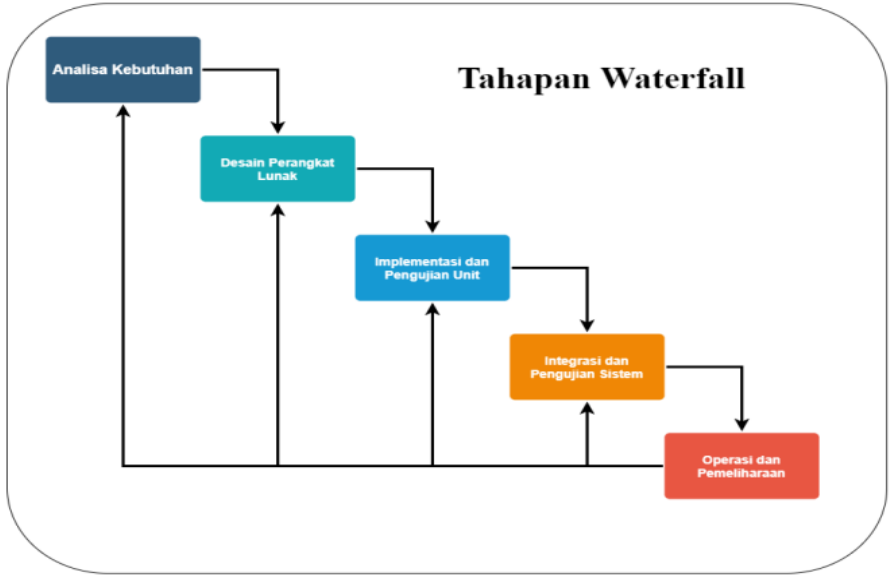 Tahapan Waterfall
Analisa Kebutuhan
Desain Perangkat
Lunak
Implementasi dan
Pengujian Unit
Integrasi dan
Pengujian Sistem
Operasi dan
Pemeliharaan